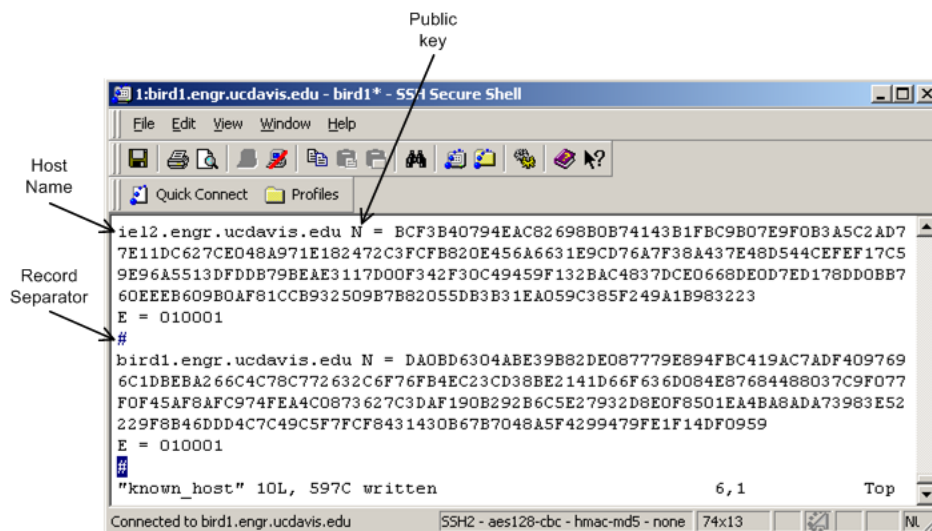 Public
key
1:bird1.engr.ucdavis.edu - bird1* - SSH Secure Shell
File Edit View Window Help
Host
Name
Quick Connect Profiles
iel2.engr.ucdavis.edu N = BCF3B40794EAC82698B0B74143B1FBC9B07E9F0B3A5C2AD7
7E11DC627CE048A971E182472C3FCFB820E456A6631E9CD76A7F38A437E48D544CEFEF17C5
9E96A5513DFDDB79BEAE3117D00F342F30C49459F132BAC4837DCE0668DE0D7ED178DD0BB7
60EEEB609B0AF81CCB932509B7B82055DB3B31EA059C385F249A1B983223
Record
Separator
E = 010001
#
bird1.engr.ucdavis.edu N = DA0BD6304ABE39B82DE087779E894FBC419AC7ADF409769
6C1DBEBA266C4C78C772632C6F76FB4EC23CD38BE2141D66F636D084E87684488037C9F077
F0F45AF8AFC974FEA4C0873627C3DAF190B292B6C5E27932D8E0F8501EA4BA8ADA73983E52
229F8B46DDD4C7C49C5F7FCF8431430B67B7048A5F4299479FE1F14DF0959
E = 010001
#
"known_host" 10L, 597C written 6,1 Top
Connected to bird1.engr.ucdavis.edu SSH2 - aes128-cbc - hmac-md5 - none 74x13